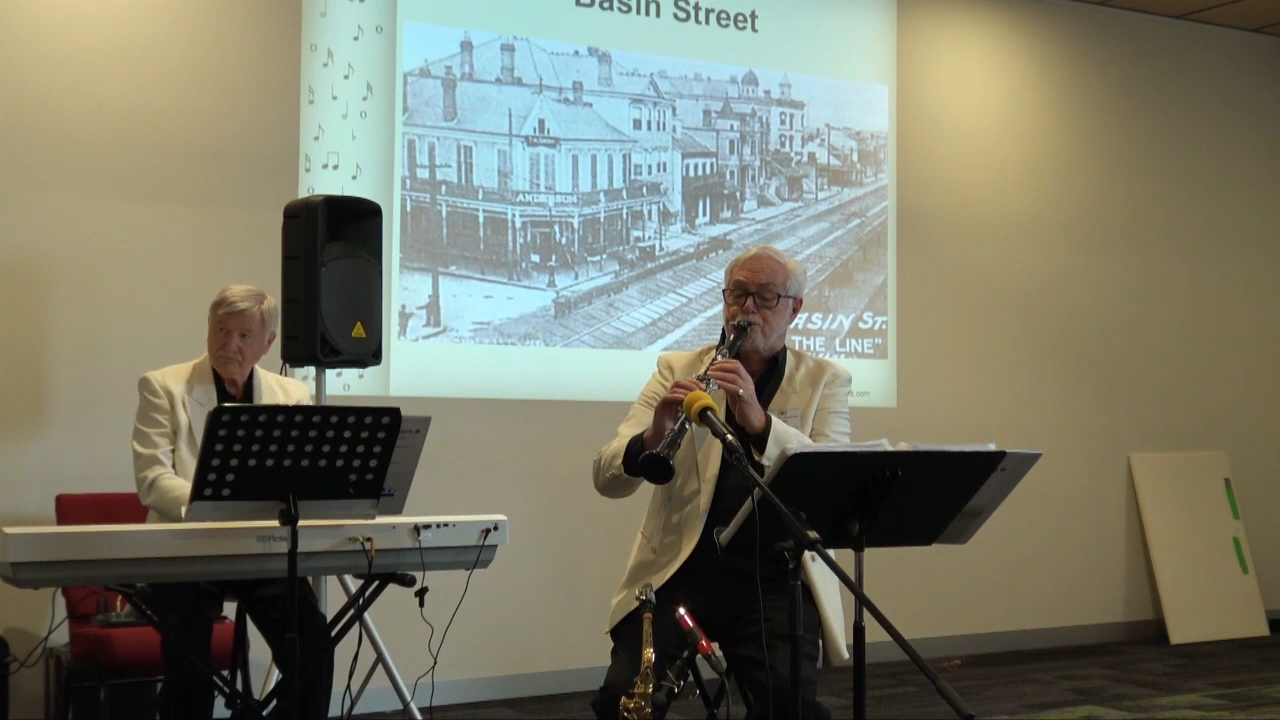 Basin Street
ANDERSON
ASIN ST.
THE LINE"
Roland